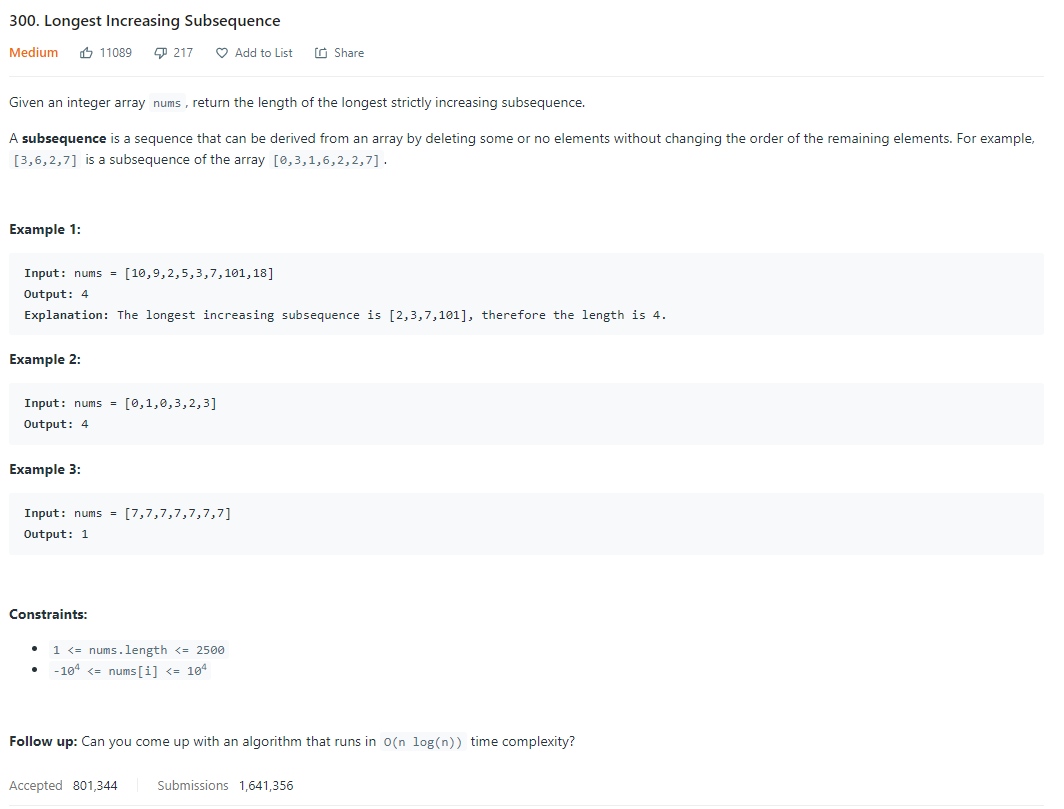 300. Longest Increasing Subsequence
Medium 11089 217 Add to List Share
Given an integer array nums , return the length of the longest strictly increasing subsequence.
A subsequence is a sequence that can be derived from an array by deleting some or no elements without changing the order of the remaining elements. For example,
[3,6,2,7] is a subsequence of the array [0,3,1,6,2,2,7] .
Example 1:
Input: nums = [10,9,2,5,3,7,101,18]
Output: 4
Explanation: The longest increasing subsequence is [2,3,7,101], therefore the length is 4.
Example 2:
Input: nums = [0,1,0,3,2,3]
Output: 4
Example 3:
Input: nums = [7,7,7,7,7,7,7]
Output: 1
Constraints:
• 1 <= nums.length <= 2500
• -10⁴ <= nums[i] <= 10⁴
Follow up: Can you come up with an algorithm that runs in O(n log(n)) time complexity?
Accepted 801,344 Submissions 1,641,356